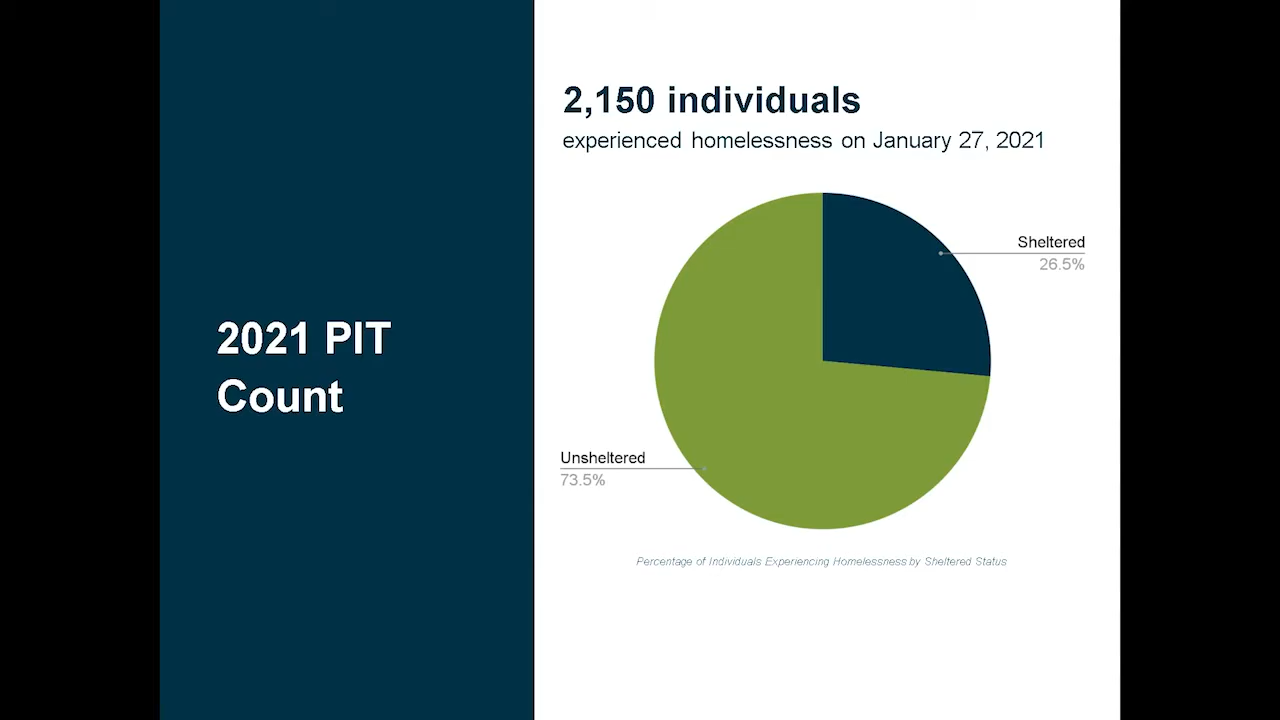 2021 PIT
Count
2,150 individuals
experienced homelessness on January 27, 2021
Sheltered
26.5%
Unsheltered
73.5%
Percentage of Individuals Experiencing Homelessness by Sheltered Status